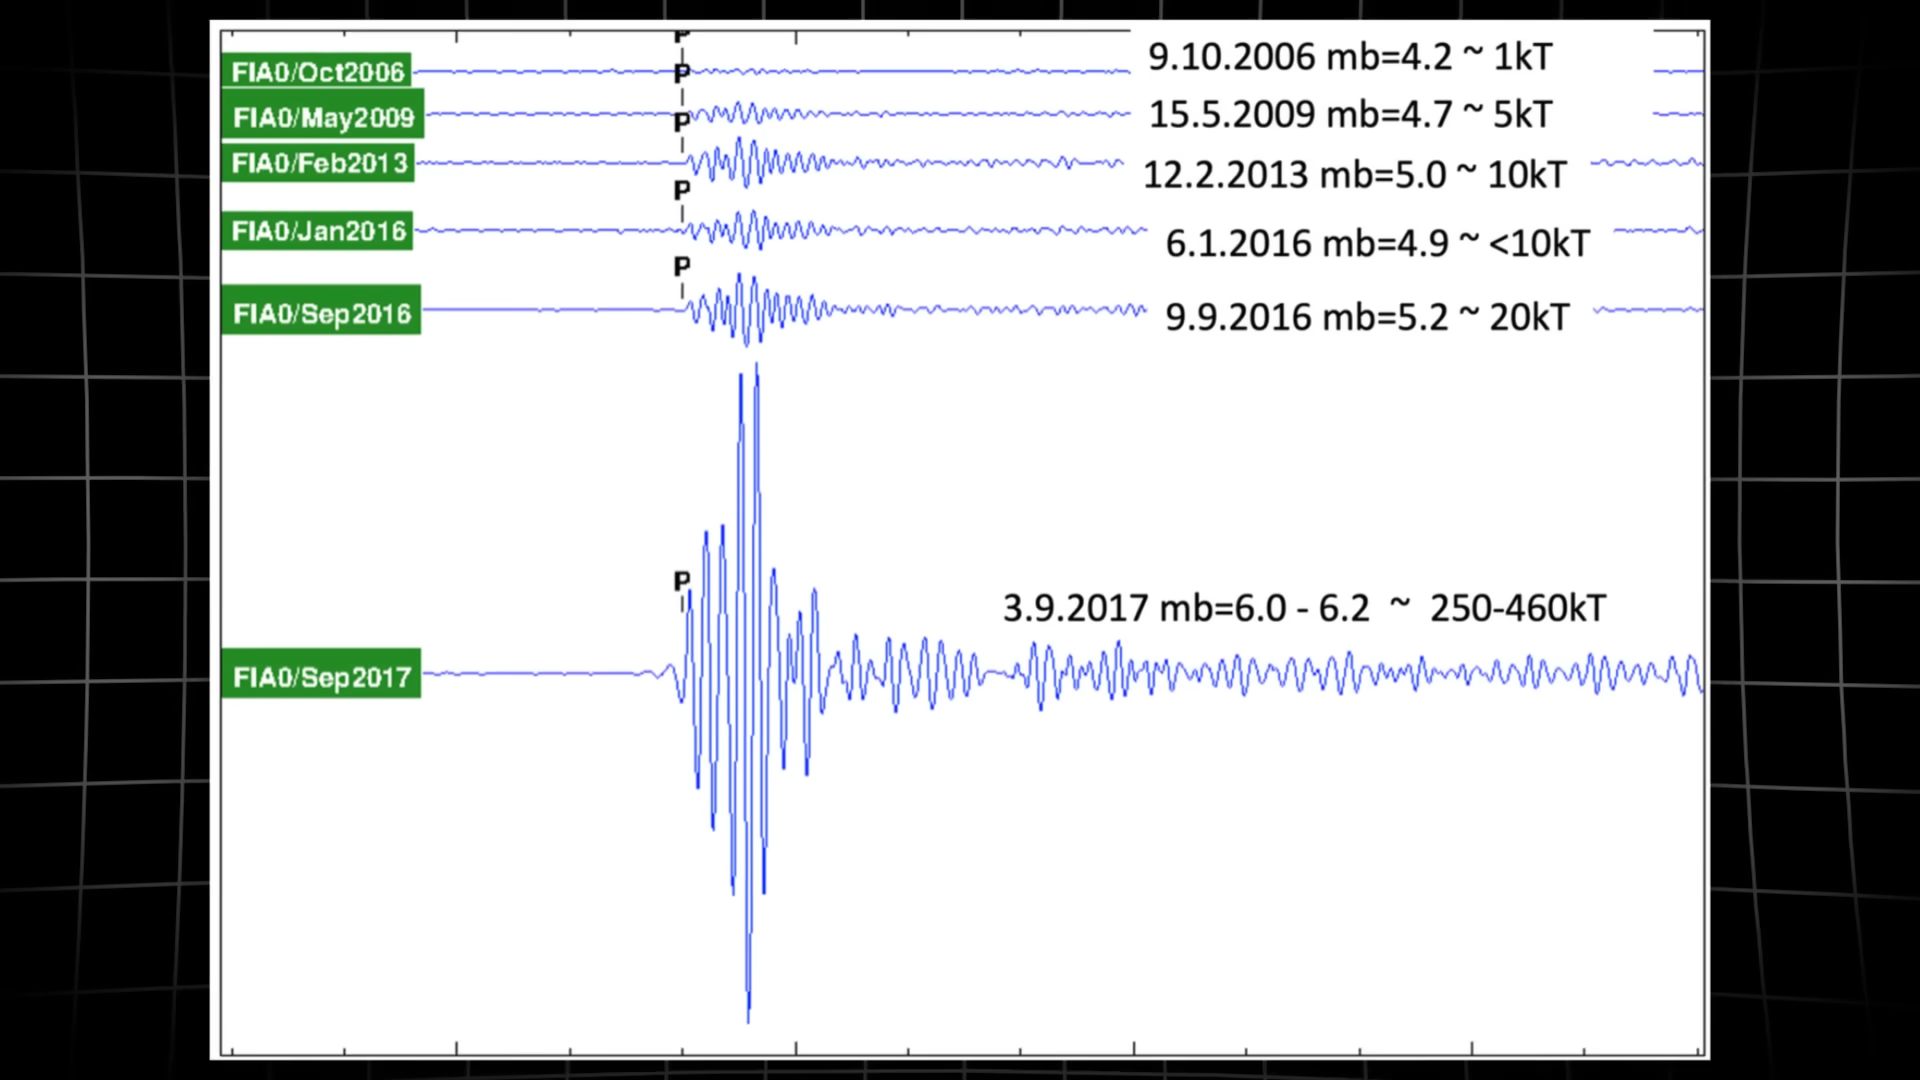 P
FIA0/Oct2006 P 9.10.2006 mb=4.2 ~ 1kT
FIA0/May2009 P 15.5.2009 mb=4.7 ~ 5kT
FIA0/Feb2013 12.2.2013 mb=5.0 ~ 10kT
P
FIA0/Jan2016 6.1.2016 mb=4.9 ~ <10kT
P
FIA0/Sep2016 9.9.2016 mb=5.2 ~ 20kT
P
3.9.2017 mb=6.0 - 6.2 ~ 250-460kT
FIA0/Sep2017